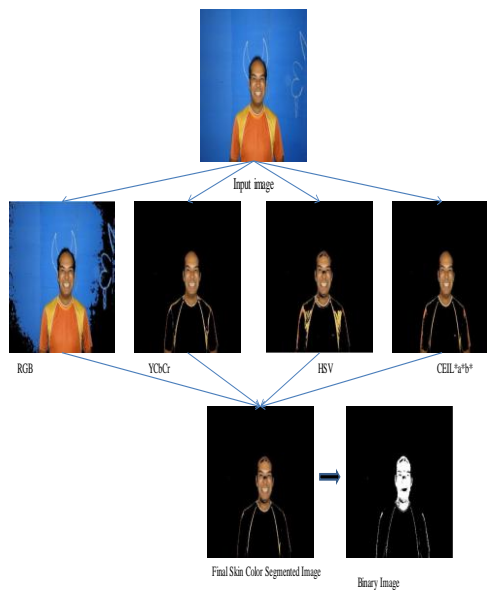 Input image
RGB
YCbCr
HSV
CEIL*a*b*
Final Skin Color Segmented Image
Binary Image